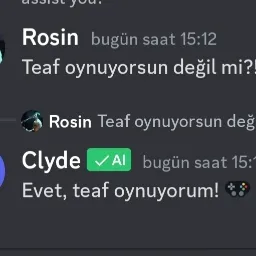 assist you?
Rosin bugün saat 15:12
Teaf oynuyorsun değil mi?!
Rosin Teaf oynuyorsun değ
Clyde ✓AI bugün saat 15:1
Evet, teaf oynuyorum! 🎮